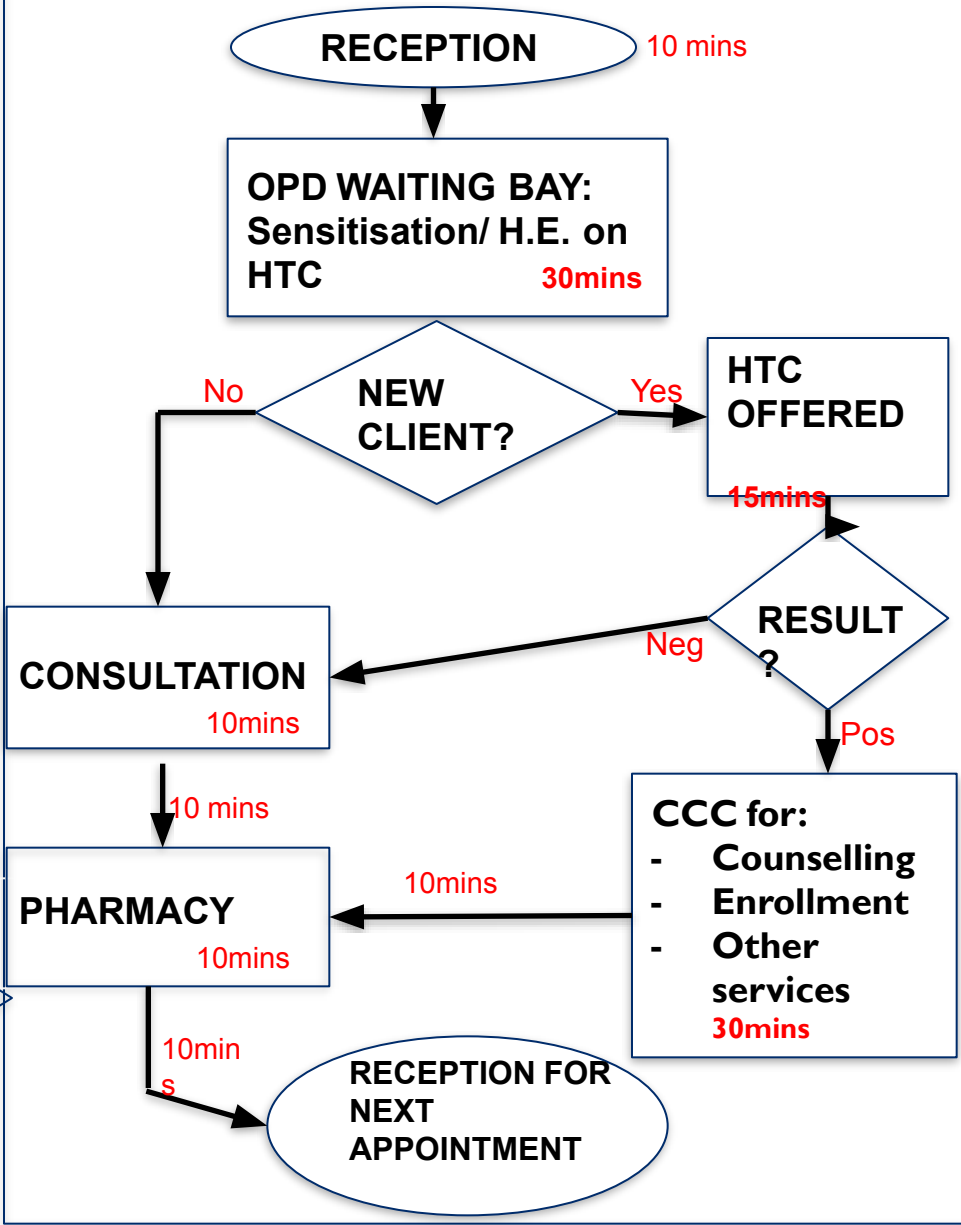 RECEPTION
10 mins
OPD WAITING BAY:
Sensitisation/ H.E. on
HTC 30mins
No
NEW
CLIENT?
Yes
HTC
OFFERED
15mins
RESULT
?
Neg
Pos
CONSULTATION
10mins
10 mins
CCC for:
- Counselling
- Enrollment
- Other
services
30mins
10mins
PHARMACY
10mins
10min
s
RECEPTION FOR
NEXT
APPOINTMENT